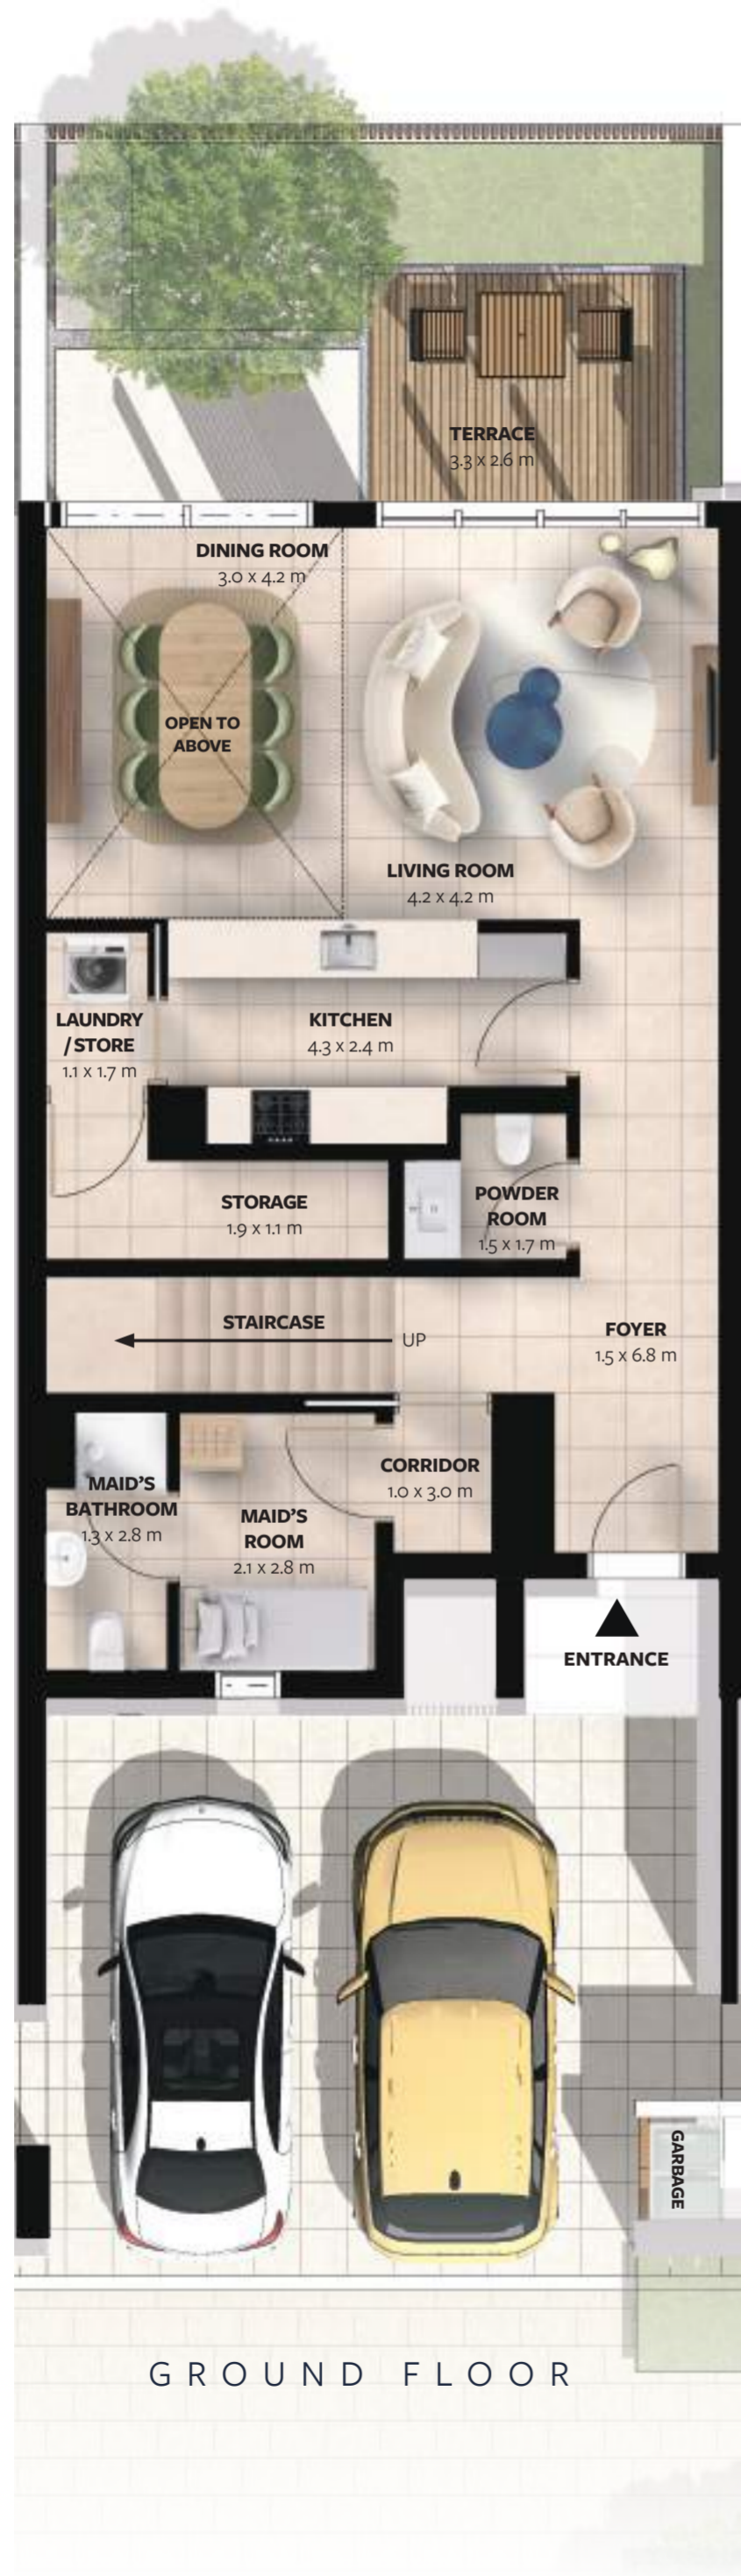 TERRACE
3.3 x 2.6 m
DINING ROOM
3.0 x 4.2 m
OPEN TO
ABOVE
LIVING ROOM
4.2 x 4.2 m
LAUNDRY
/ STORE
1.1 x 1.7 m
KITCHEN
4.3 x 2.4 m
STORAGE
1.9 x 1.1 m
POWDER
ROOM
1.5 x 1.7 m
STAIRCASE
UP
FOYER
1.5 x 6.8 m
CORRIDOR
1.0 x 3.0 m
MAID'S
BATHROOM
1.3 x 2.8 m
MAID'S
ROOM
2.1 x 2.8 m
ENTRANCE
GARBAGE
GROUND FLOOR